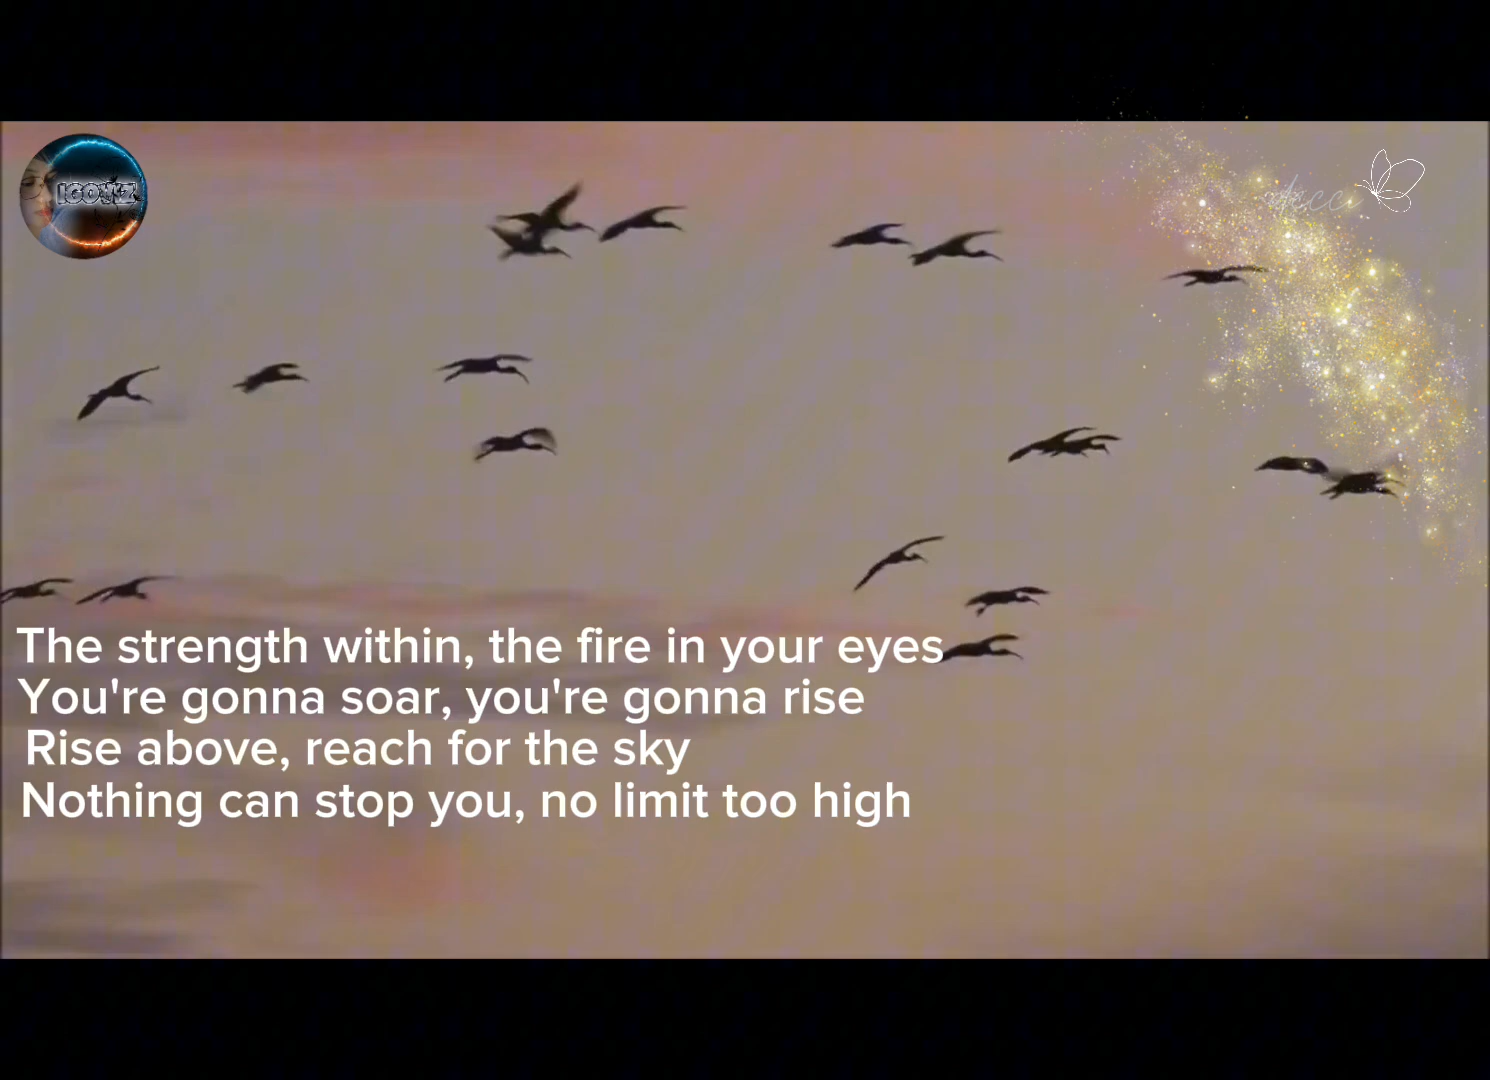 IGOVIZ
The strength within, the fire in your eyes
You're gonna soar, you're gonna rise
Rise above, reach for the sky
Nothing can stop you, no limit too high